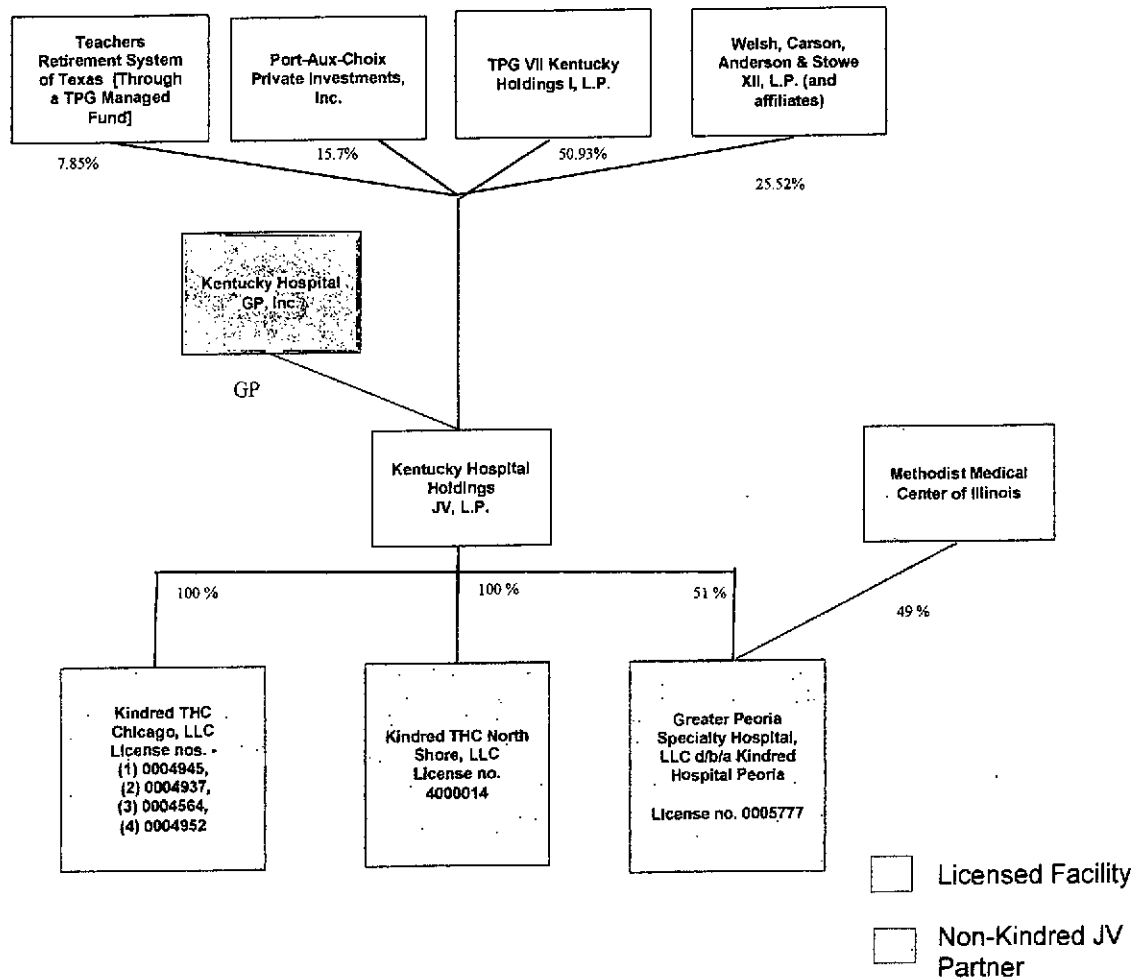 Teachers
Retirement System
of Texas [Through
a TPG Managed
Fund]
Port-Aux-Choix
Private Investments,
Inc.
TPG VII Kentucky
Holdings I, L.P.
Welsh, Carson,
Anderson & Stowe
XII, L.P. (and
affiliates)
7.85%
15.7%
50.93%
25.52%
Kentucky Hospital
GP, Inc.
GP
Kentucky Hospital
Holdings
JV, L.P.
Methodist Medical
Center of Illinois
100 %
100 %
51 %
49 %
Kindred THC
Chicago, LLC
License nos. -
(1) 0004945,
(2) 0004937,
(3) 0004564,
(4) 0004952
Kindred THC North
Shore, LLC
License no.
4000014
Greater Peoria
Specialty Hospital,
LLC d/b/a Kindred
Hospital Peoria
License no. 0005777
Licensed Facility
Non-Kindred JV
Partner